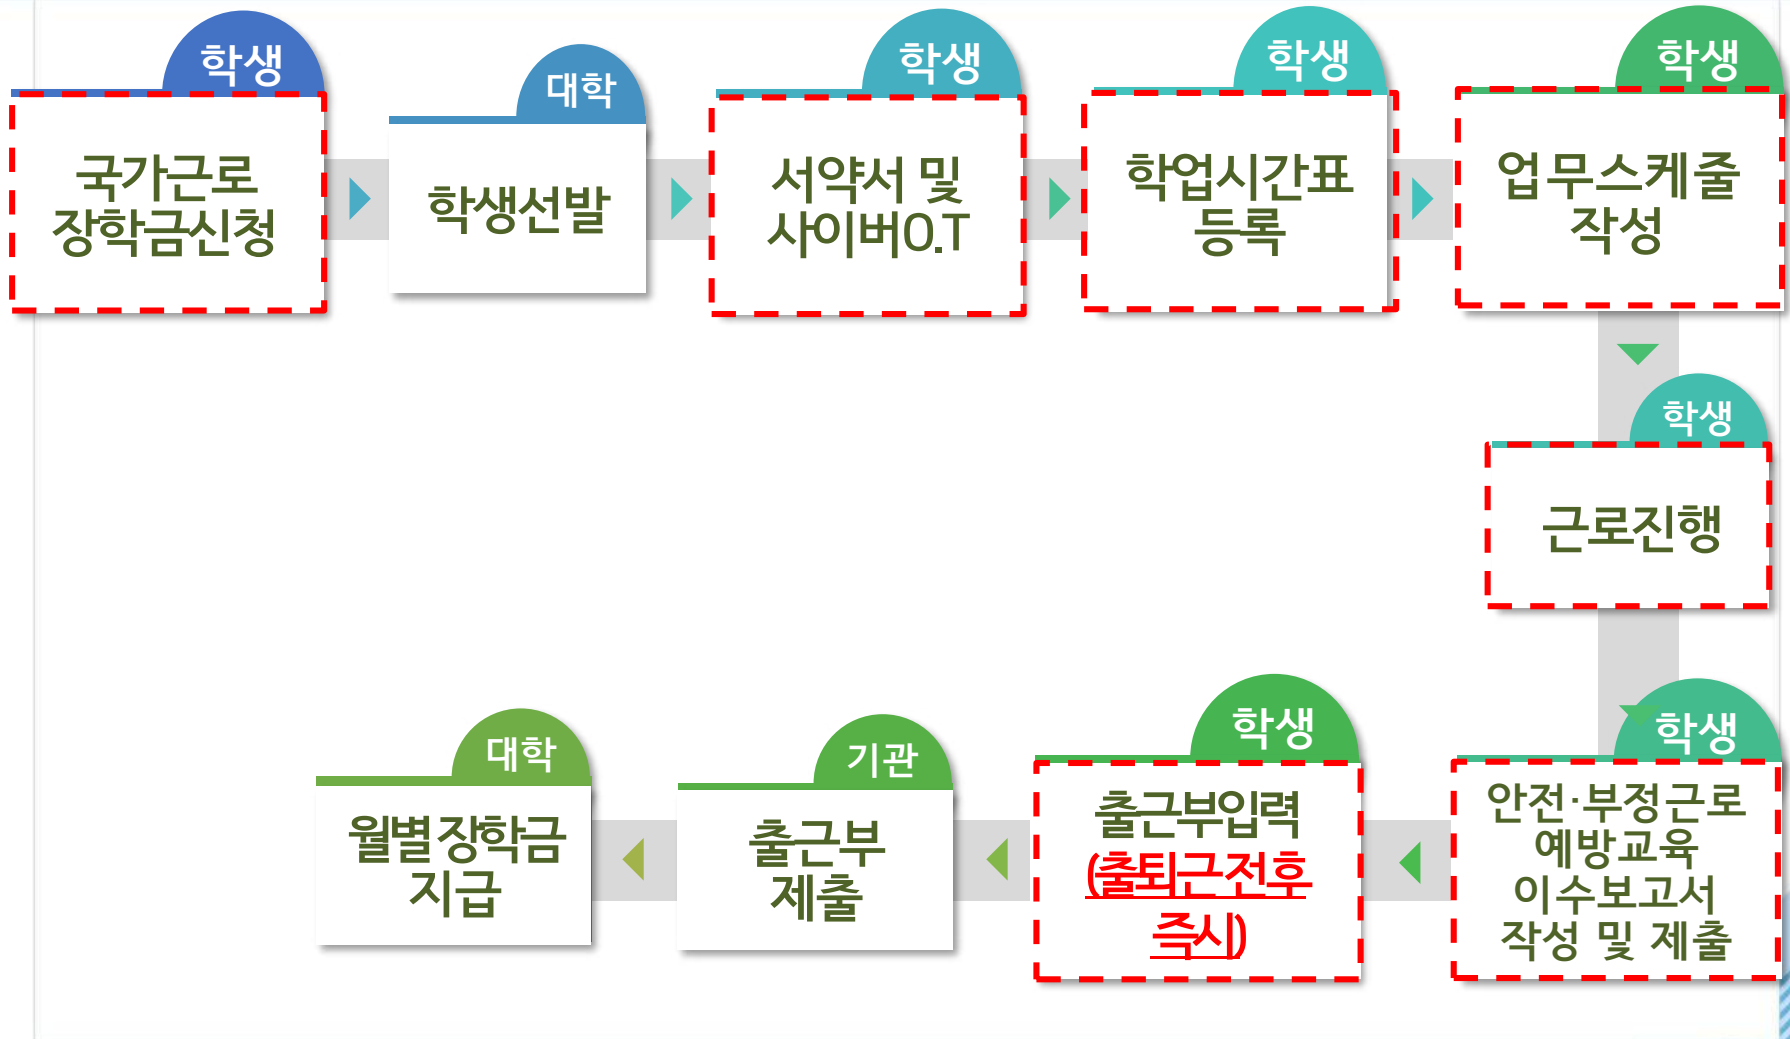 학생
국가근로
장학금신청
대학
학생선발
학생
서약서 및
사이버O.T
학생
학업시간표
등록
학생
업무스케줄
작성
학생
근로진행
학생
안전·부정근로
예방교육
이수보고서
작성 및 제출
학생
출근부입력
(출퇴근전후
즉시)
기관
출근부
제출
대학
월별 장학금
지급